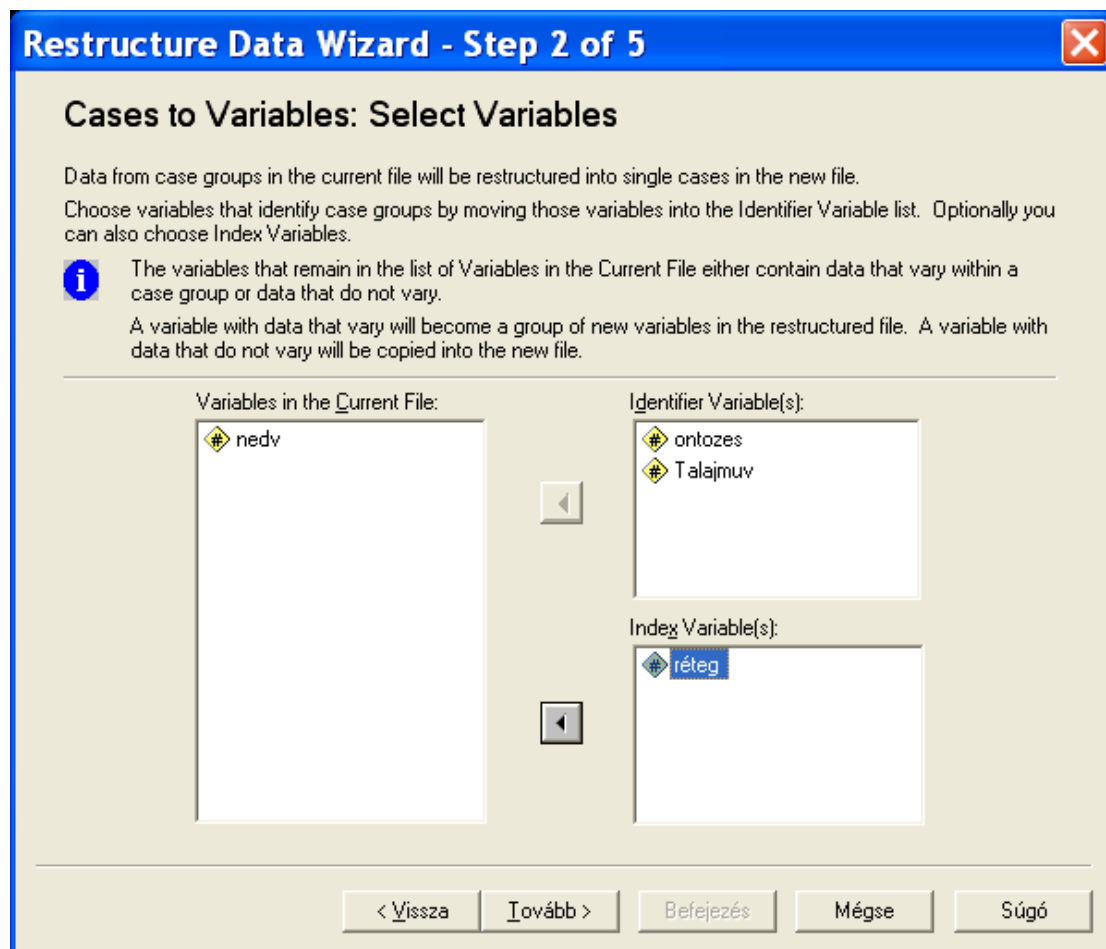 Restructure Data Wizard - Step 2 of 5
Cases to Variables: Select Variables
Data from case groups in the current file will be restructured into single cases in the new file.
Choose variables that identify case groups by moving those variables into the Identifier Variable list.  Optionally you
can also choose Index Variables.
The variables that remain in the list of Variables in the Current File either contain data that vary within a
case group or data that do not vary.
A variable with data that vary will become a group of new variables in the restructured file.  A variable with
data that do not vary will be copied into the new file.
Variables in the Current File:
# nedv
Identifier Variable(s):
# ontozes
# Talajmuv
Index Variable(s):
# réteg
< Vissza
Tovább >
Befejezés
Mégse
Súgó